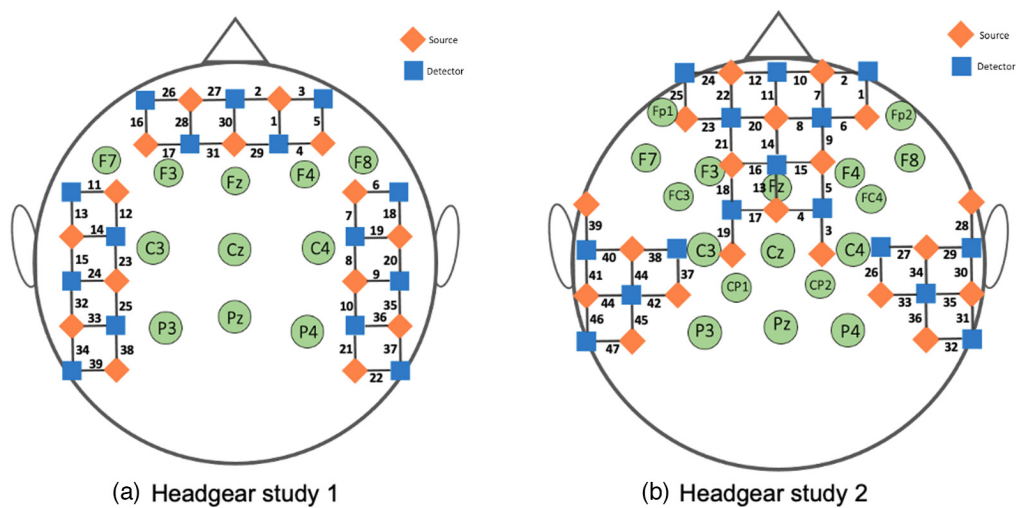 Source
Detector
26 27 2 3
16 28 30 1 5
17 31 29 4
F7 F3 Fz F4 F8
11 6
13 12 7 18
14 19
C3 Cz C4
15 23 8 20
24 9
32 25 10 35
33 36
P3 Pz P4
34 38 21 37
39 22
(a) Headgear study 1
Source
Detector
24 12 10 2
25 22 11 7 1
Fp1 Fp2
23 20 8 6
21 14 9
F7 F3 16 15 F4 F8
FC3 18 13 Fz 5 FC4
17 4
39 28
19 3
C3 Cz C4
40 38 27 29
41 44 37 26 34 30
CP1 CP2
44 42 33 35
46 45 36 31
P3 Pz P4
47 32
(b) Headgear study 2